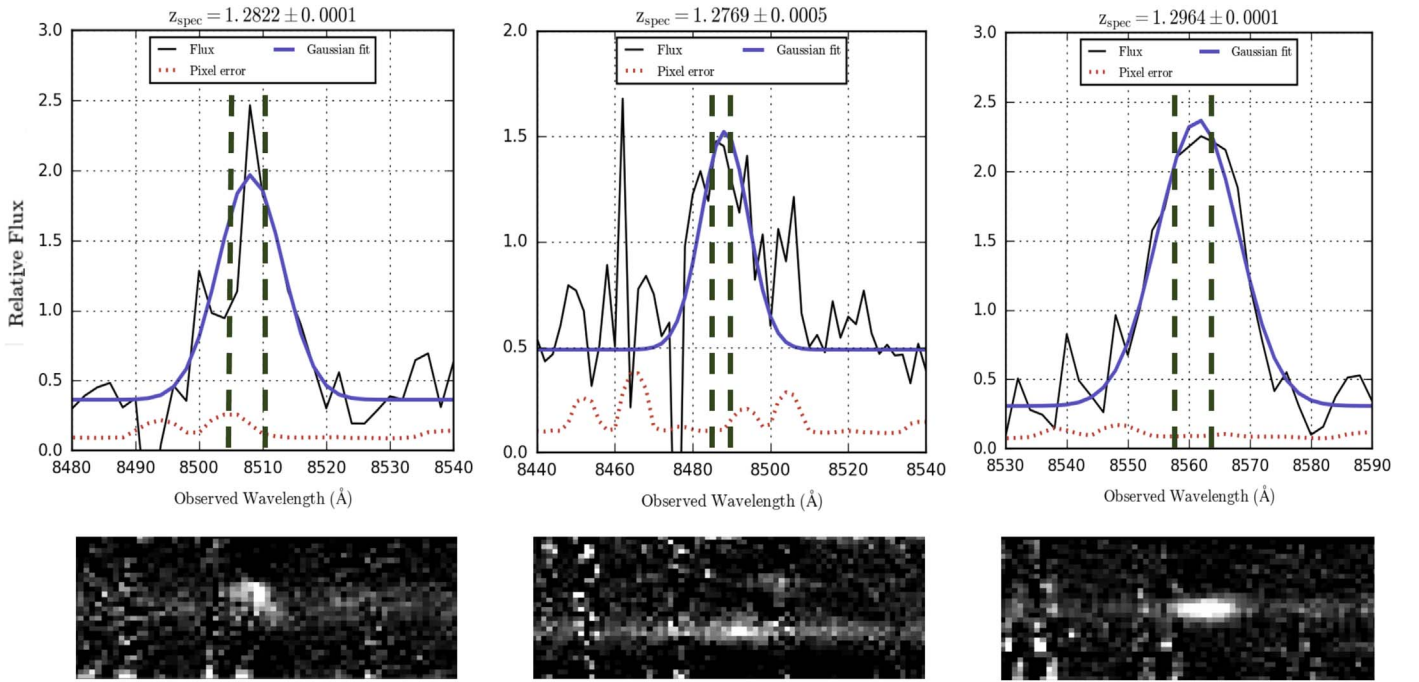 z_spec = 1.2822 ± 0.0001
Flux Gaussian fit
Pixel error
Relative Flux
3.0
2.5
2.0
1.5
1.0
0.5
0.0
8480 8490 8500 8510 8520 8530 8540
Observed Wavelength (Å)
z_spec = 1.2769 ± 0.0005
Flux Gaussian fit
Pixel error
2.0
1.5
1.0
0.5
0.0
8440 8460 8480 8500 8520 8540
Observed Wavelength (Å)
z_spec = 1.2964 ± 0.0001
Flux Gaussian fit
Pixel error
3.0
2.5
2.0
1.5
1.0
0.5
0.0
8530 8540 8550 8560 8570 8580 8590
Observed Wavelength (Å)